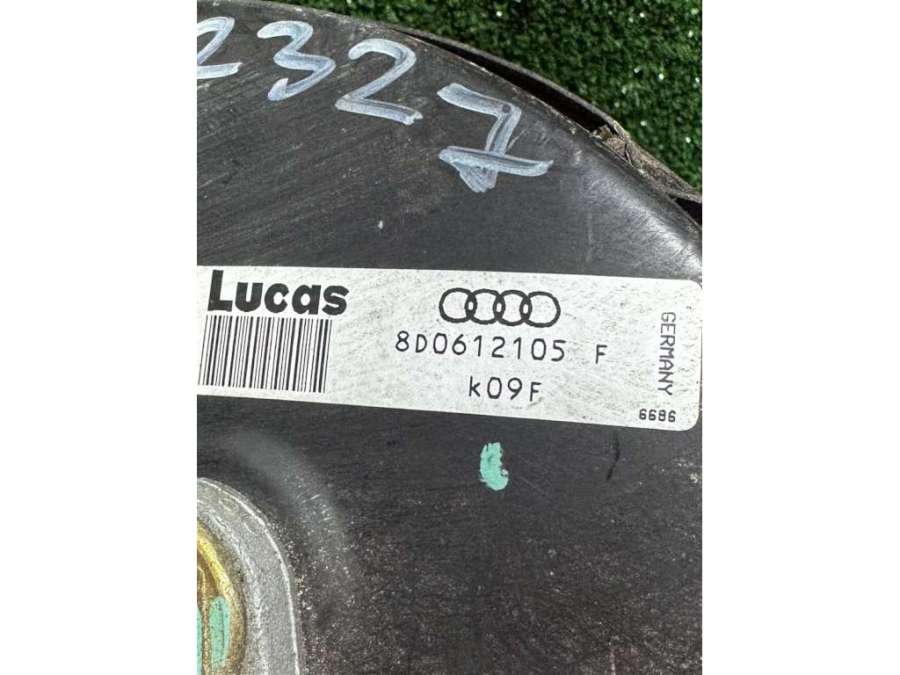 2327
Lucas
8D0612105 F
k09F
GERMANY
6686